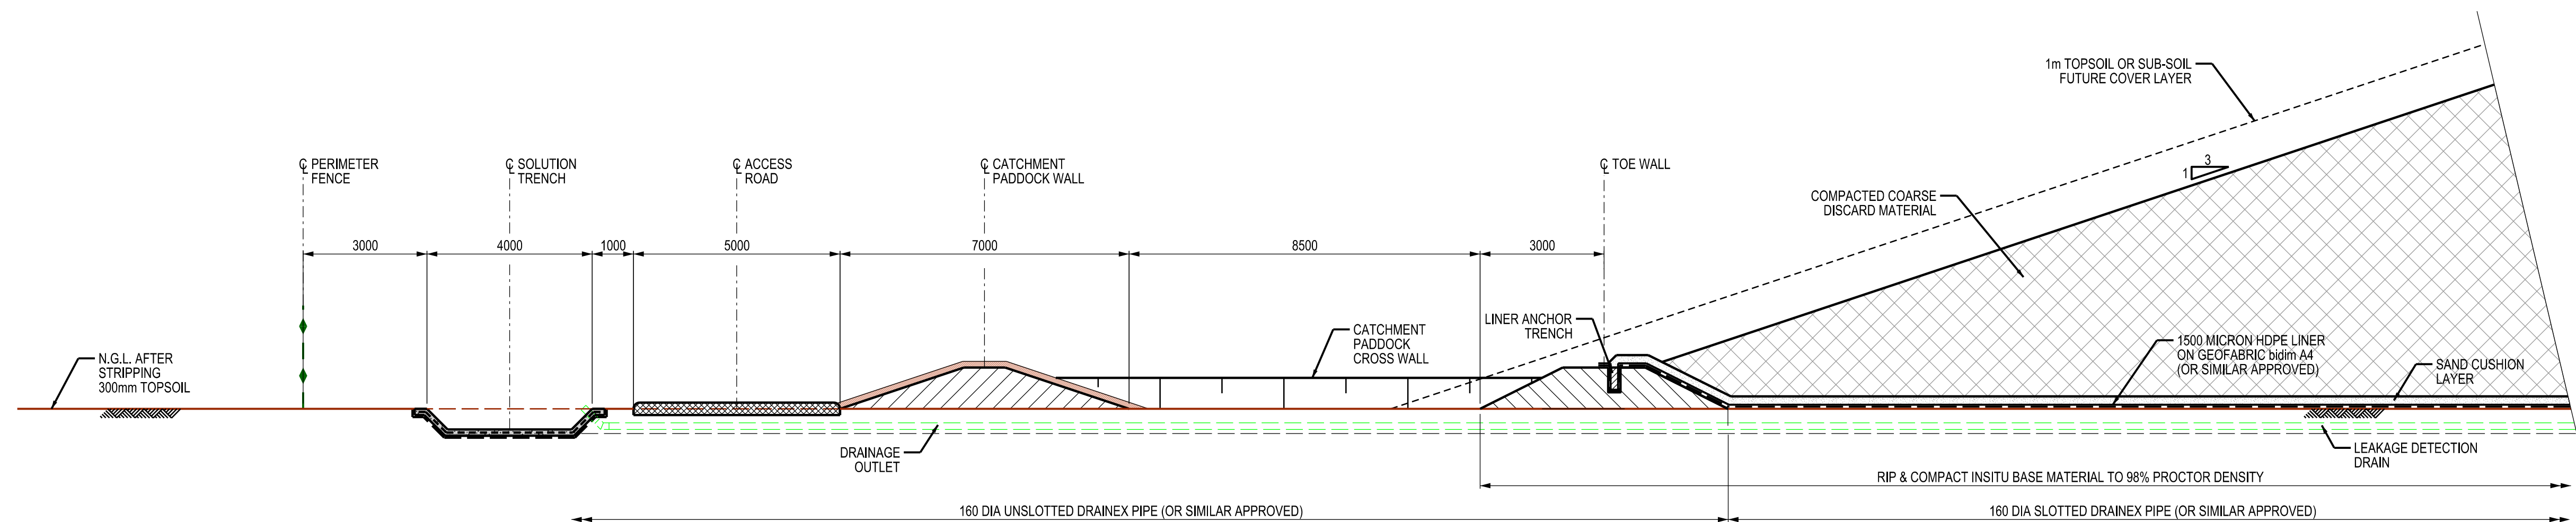 1m TOPSOIL OR SUB-SOIL
FUTURE COVER LAYER
℄ PERIMETER
FENCE
℄ SOLUTION
TRENCH
℄ ACCESS
ROAD
℄ CATCHMENT
PADDOCK WALL
℄ TOE WALL
3
1
COMPACTED COARSE
DISCARD MATERIAL
3000
4000
1000
5000
7000
8500
3000
LINER ANCHOR
TRENCH
CATCHMENT
PADDOCK
CROSS WALL
N.G.L. AFTER
STRIPPING
300mm TOPSOIL
1500 MICRON HDPE LINER
ON GEOFABRIC bidim A4
(OR SIMILAR APPROVED)
SAND CUSHION
LAYER
DRAINAGE
OUTLET
LEAKAGE DETECTION
DRAIN
RIP & COMPACT INSITU BASE MATERIAL TO 98% PROCTOR DENSITY
160 DIA UNSLOTTED DRAINEX PIPE (OR SIMILAR APPROVED)
160 DIA SLOTTED DRAINEX PIPE (OR SIMILAR APPROVED)